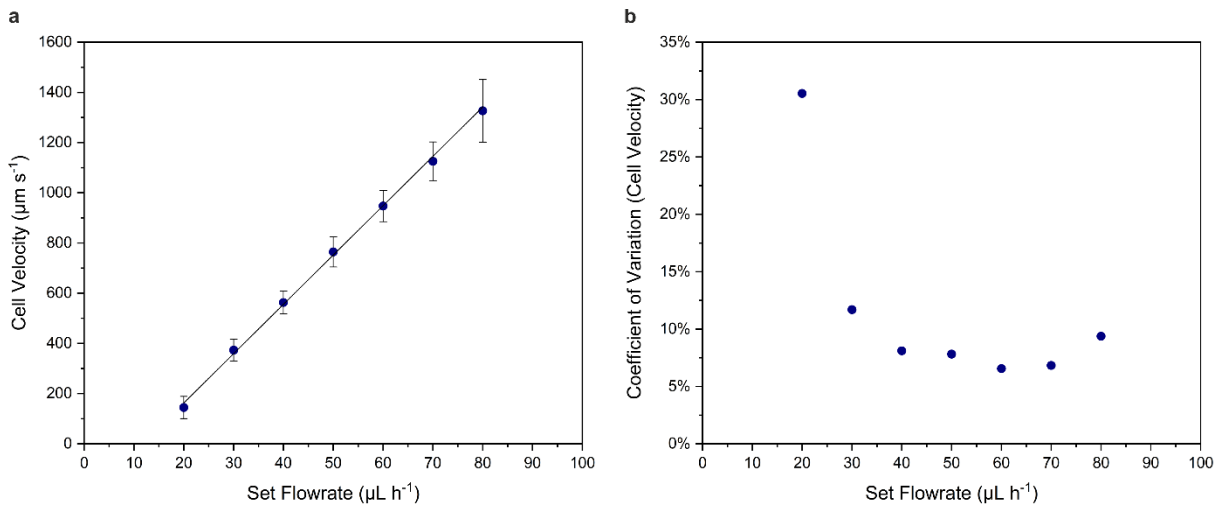 a
1600
1400
1200
1000
800
600
400
200
0
Cell Velocity (µm s⁻¹)
0 10 20 30 40 50 60 70 80 90 100
Set Flowrate (µL h⁻¹)
b
35%
30%
25%
20%
15%
10%
5%
0%
Coefficient of Variation (Cell Velocity)
0 10 20 30 40 50 60 70 80 90 100
Set Flowrate (µL h⁻¹)